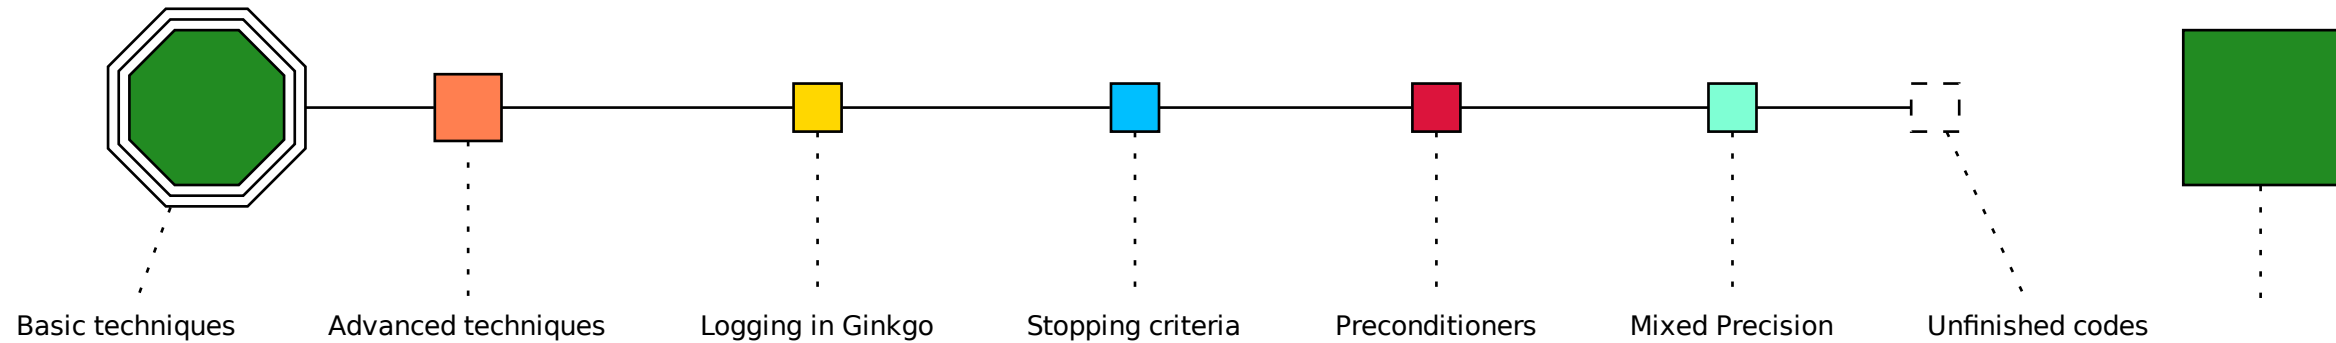 Basic techniques
Advanced techniques
Logging in Ginkgo
Stopping criteria
Preconditioners
Mixed Precision
Unfinished codes